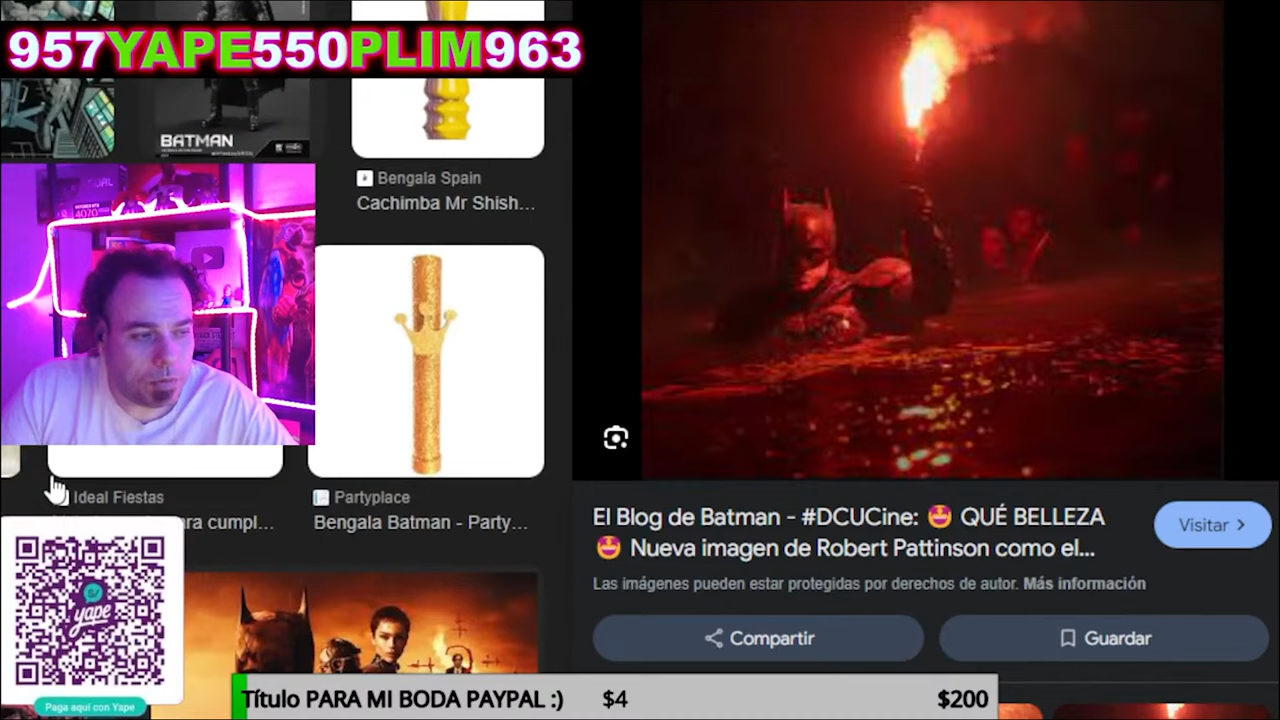 957YAPE550PLIM963
BATMAN
Bengala Spain
Cachimba Mr Shish...
4070
Ideal Fiestas
ara cumpl...
Partyplace
Bengala Batman - Party...
yape
Paga aquí con Yape
El Blog de Batman - #DCUCine: 🤩 QUÉ BELLEZA
🤩 Nueva imagen de Robert Pattinson como el...
Visitar
Las imágenes pueden estar protegidas por derechos de autor. Más información
Compartir
Guardar
Título PARA MI BODA PAYPAL :) $4 $200